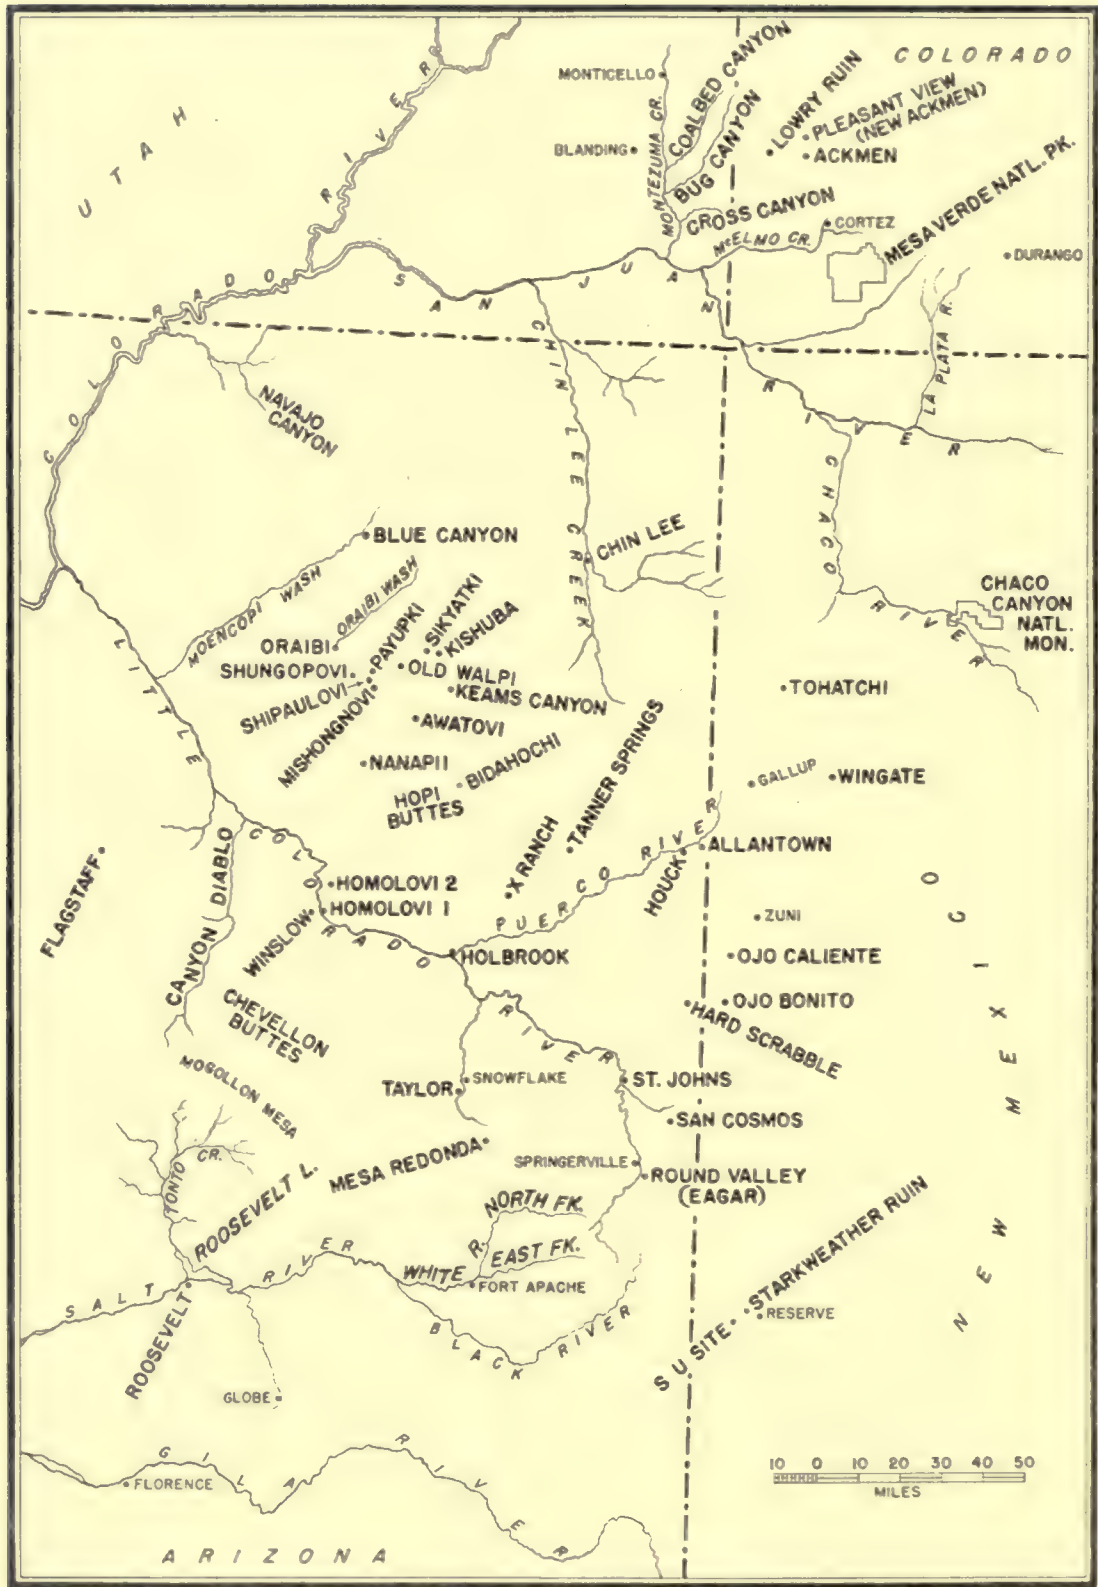 COLORADO
UTAH
MONTICELLO
COALBED CANYON
LOWRY RUIN
PLEASANT VIEW
(NEW ACKMEN)
BLANDING
MONTEZUMA CR.
BUG CANYON
ACKMEN
CROSS CANYON
McELMO CR.
CORTEZ
MESA VERDE NATL. PK.
DURANGO
COLORADO RIVER
SAN JUAN RIVER
LA PLATA R.
NAVAJO
CANYON
CHIN LEE CREEK
CHACO RIVER
BLUE CANYON
CHIN LEE
MOENCOPI WASH
ORAIBI WASH
CHACO
CANYON
NATL.
MON.
ORAIBI
PAYUPKI
SIKYATKI
KISHUBA
SHUNGOPOVI
OLD WALPI
SHIPAULOVI
KEAMS CANYON
MISHONGNOVI
TOHATCHI
AWATOVI
LITTLE COLORADO RIVER
NANAPII
BIDAHOCHI
HOPI
BUTTES
TANNER SPRINGS
GALLUP
WINGATE
X RANCH
PUERCO RIVER
ALLANTOWN
HOUCK
FLAGSTAFF
CANYON DIABLO
HOMOLOVI 2
HOMOLOVI 1
WINSLOW
ZUNI
HOLBROOK
OJO CALIENTE
CHEVELLON
BUTTES
OJO BONITO
HARD SCRABBLE
MOGOLLON MESA
SNOWFLAKE
TAYLOR
ST. JOHNS
SAN COSMOS
NEW MEXICO
TONTO CR.
MESA REDONDA
SPRINGERVILLE
ROUND VALLEY
(EAGAR)
ROOSEVELT L.
NORTH FK.
EAST FK.
WHITE R.
FORT APACHE
SALT RIVER
ROOSEVELT
BLACK RIVER
STARKWEATHER RUIN
RESERVE
S U SITE
GLOBE
GILA RIVER
FLORENCE
10 0 10 20 30 40 50
MILES
ARIZONA